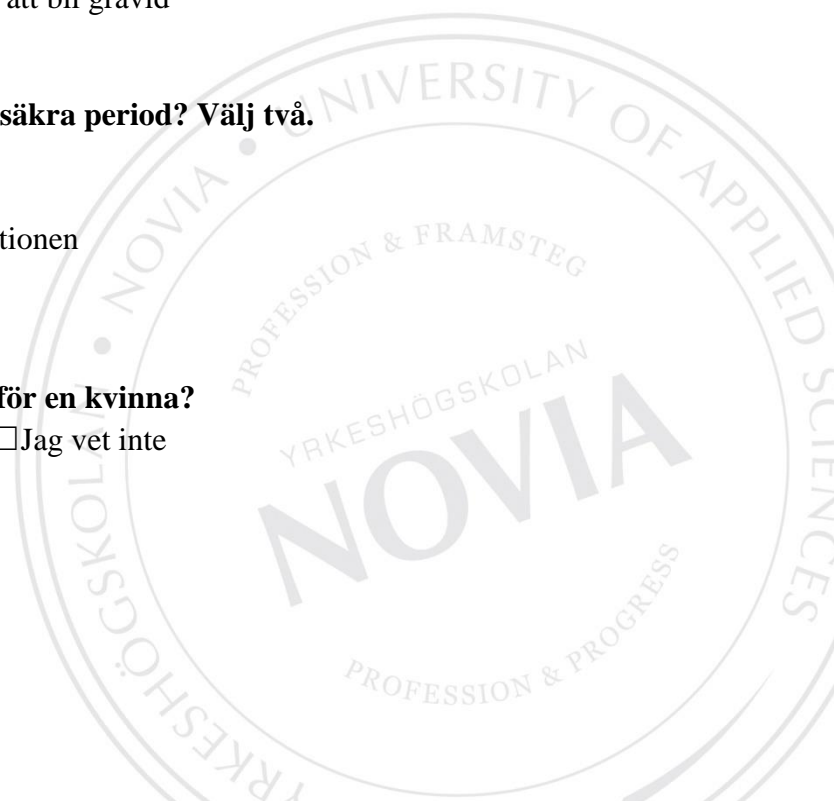 att bli gravid
säkra period? Välj två.
tionen
för en kvinna?
☐Jag vet inte
YRKESHÖGSKOLAN • NOVIA • UNIVERSITY OF APPLIED SCIENCES
PROFESSION & FRAMSTEG
YRKESHÖGSKOLAN
NOVIA
PROFESSION & PROGRESS